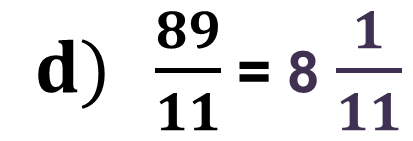 d) 89/11 = 8 1/11